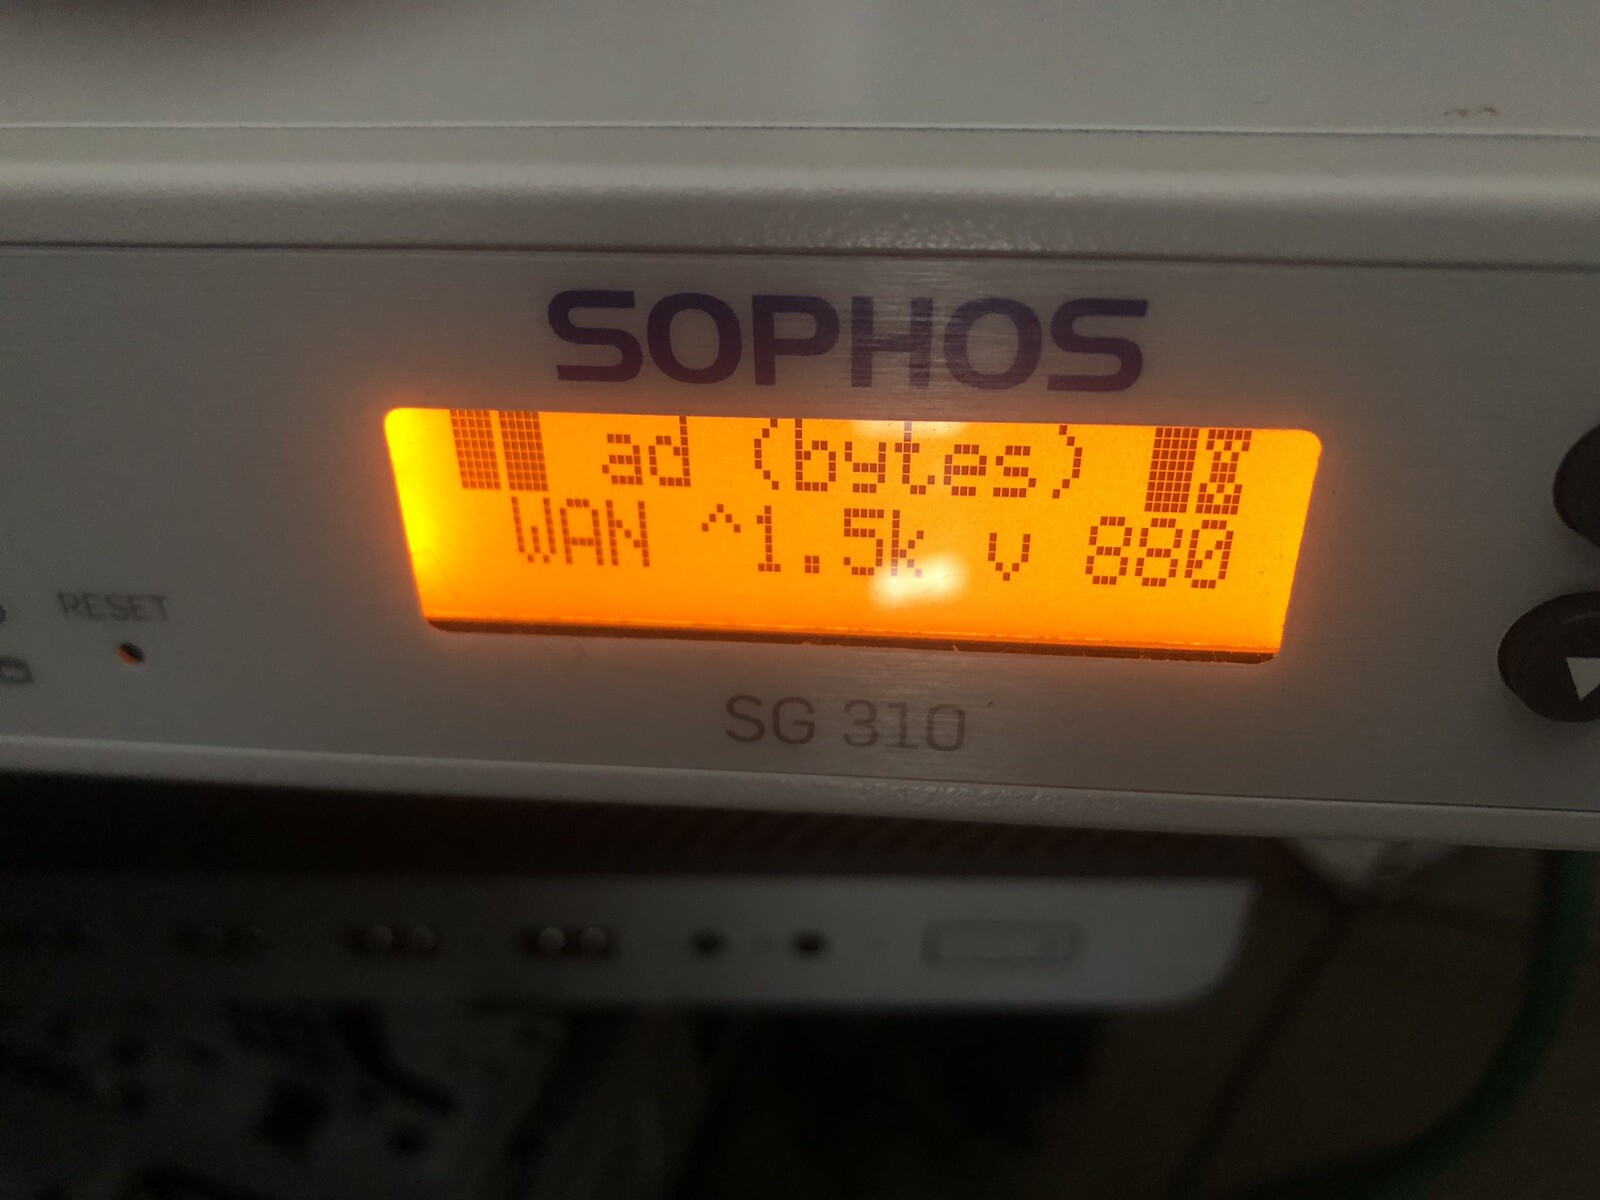 SOPHOS
ad (bytes)
WAN ^1.5k v 880
RESET
SG 310